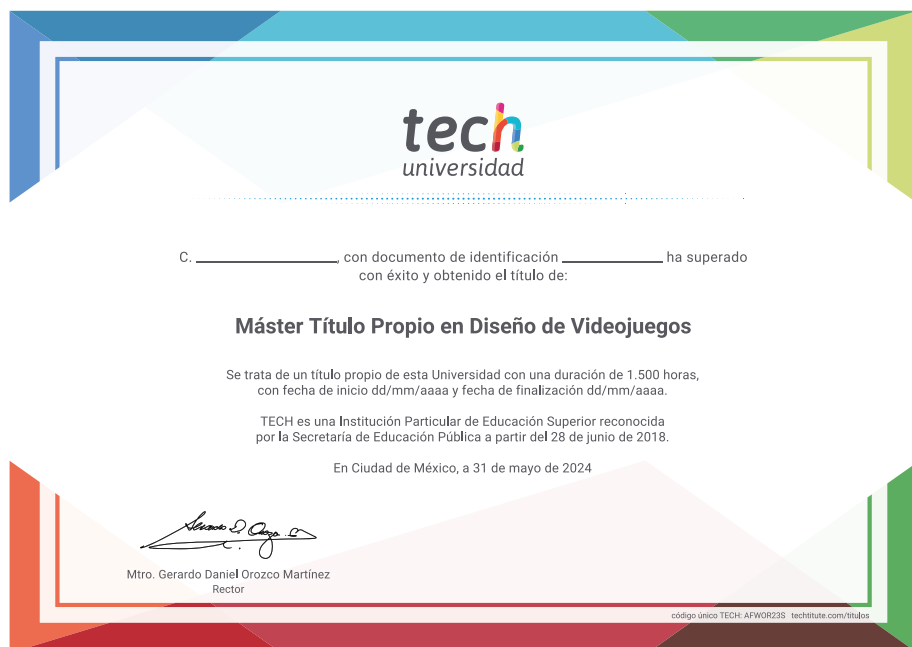 tech
universidad
C. ____________, con documento de identificación ____________ ha superado
con éxito y obtenido el título de:
Máster Título Propio en Diseño de Videojuegos
Se trata de un título propio de esta Universidad con una duración de 1.500 horas,
con fecha de inicio dd/mm/aaaa y fecha de finalización dd/mm/aaaa.
TECH es una Institución Particular de Educación Superior reconocida
por la Secretaría de Educación Pública a partir del 28 de junio de 2018.
En Ciudad de México, a 31 de mayo de 2024
Mtro. Gerardo Daniel Orozco Martínez
Rector
código único TECH: AFWOR23S techtitute.com/titulos